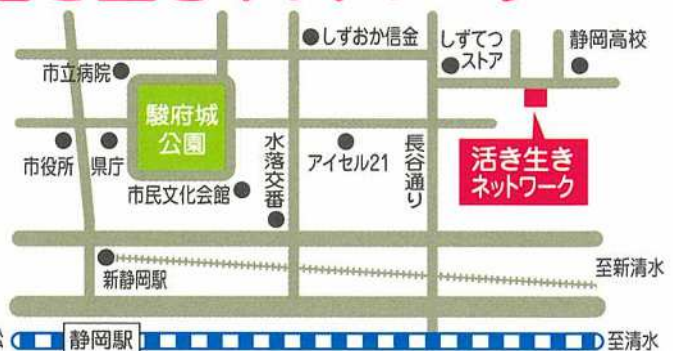 しずおか信金
しずてつ
ストア
静岡高校
市立病院
駿府城
公園
市役所
県庁
市民文化会館
水落交番
アイセル21
長谷通り
活き生き
ネットワーク
新静岡駅
至新清水
静岡駅
至清水